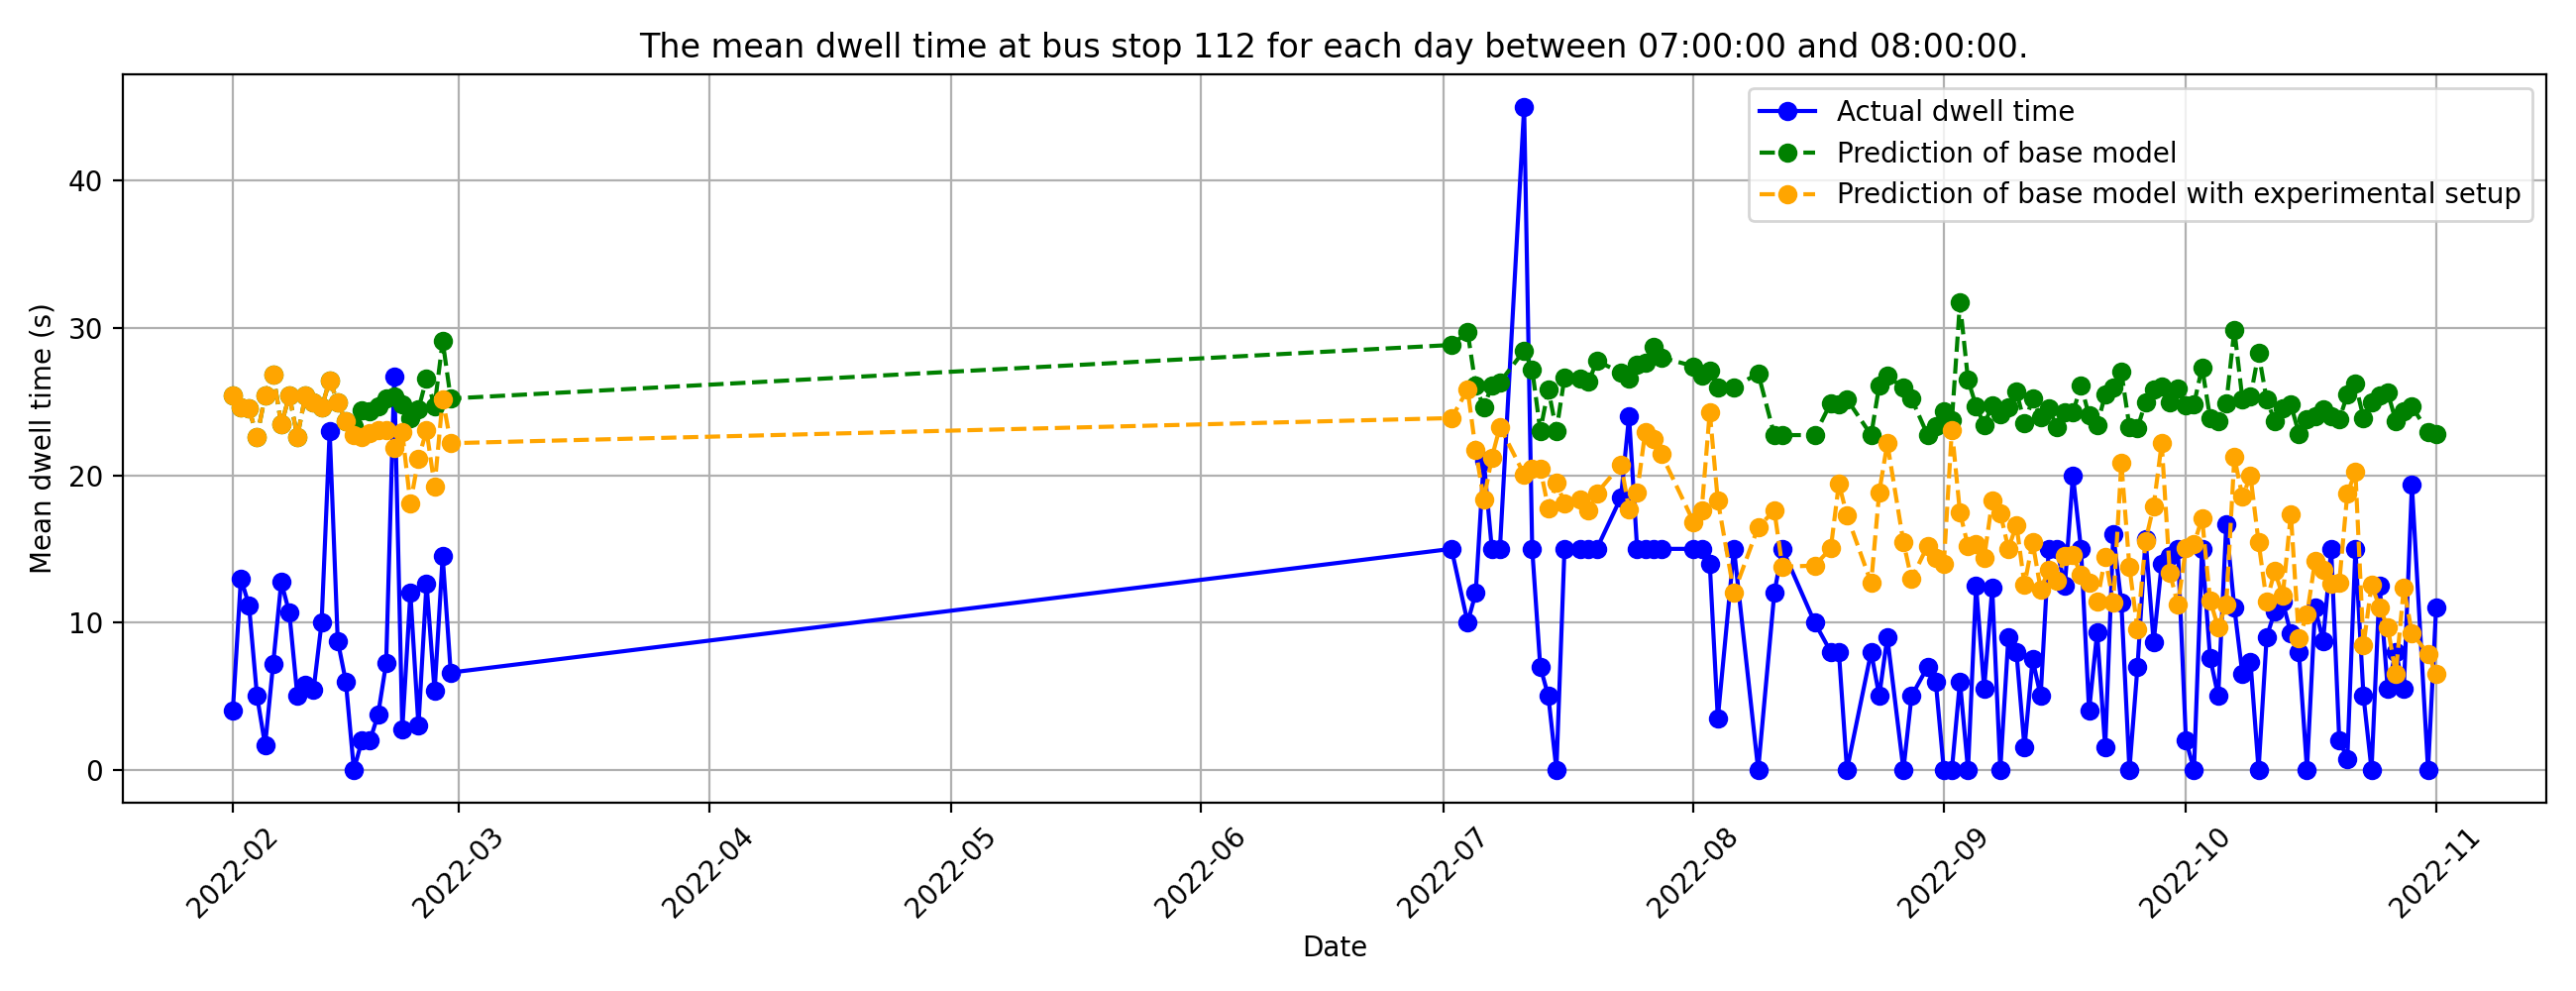 The mean dwell time at bus stop 112 for each day between 07:00:00 and 08:00:00.
Actual dwell time
Prediction of base model
Prediction of base model with experimental setup
Mean dwell time (s)
40
30
20
10
0
2022-02
2022-03
2022-04
2022-05
2022-06
2022-07
2022-08
2022-09
2022-10
2022-11
Date